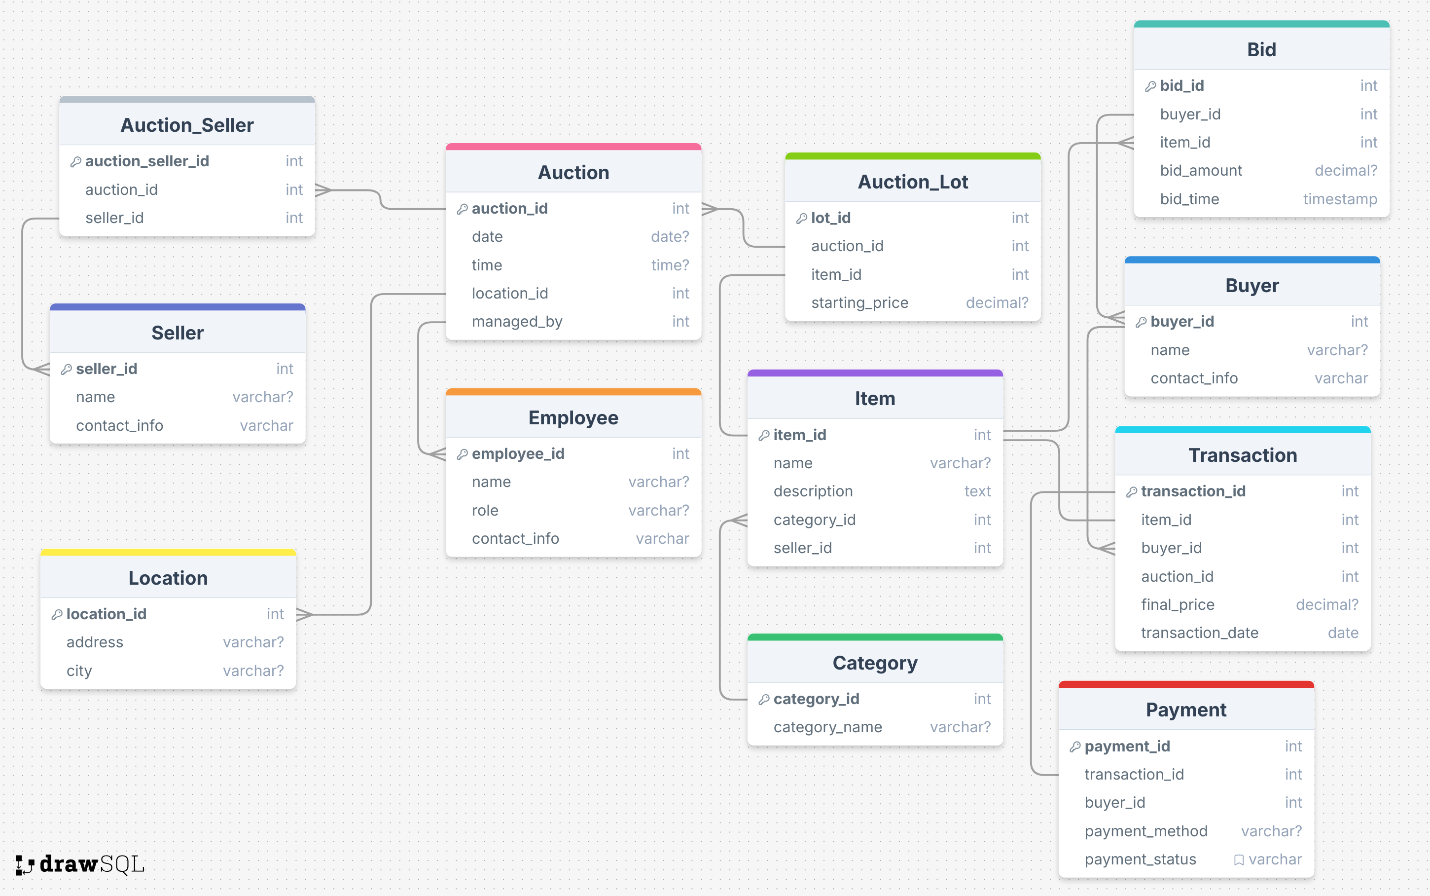 Auction_Seller
auction_seller_id int
auction_id int
seller_id int
Seller
seller_id int
name varchar?
contact_info varchar
Location
location_id int
address varchar?
city varchar?
Auction
auction_id int
date date?
time time?
location_id int
managed_by int
Employee
employee_id int
name varchar?
role varchar?
contact_info varchar
Auction_Lot
lot_id int
auction_id int
item_id int
starting_price decimal?
Item
item_id int
name varchar?
description text
category_id int
seller_id int
Category
category_id int
category_name varchar?
Bid
bid_id int
buyer_id int
item_id int
bid_amount decimal?
bid_time timestamp
Buyer
buyer_id int
name varchar?
contact_info varchar
Transaction
transaction_id int
item_id int
buyer_id int
auction_id int
final_price decimal?
transaction_date date
Payment
payment_id int
transaction_id int
buyer_id int
payment_method varchar?
payment_status varchar
drawSQL